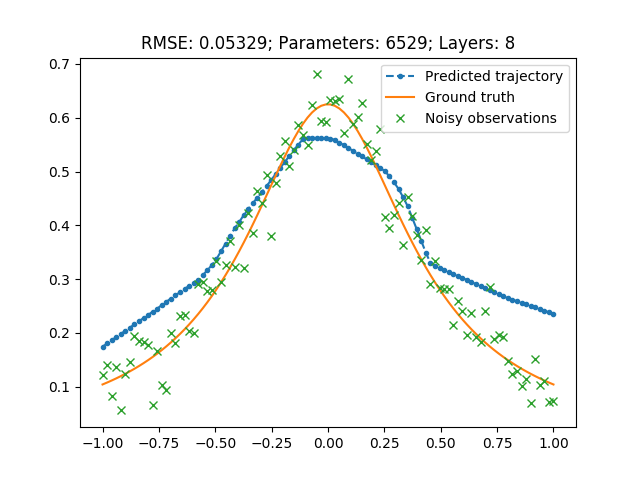 RMSE: 0.05329; Parameters: 6529; Layers: 8
Predicted trajectory
Ground truth
Noisy observations
0.7
0.6
0.5
0.4
0.3
0.2
0.1
−1.00 −0.75 −0.50 −0.25 0.00 0.25 0.50 0.75 1.00